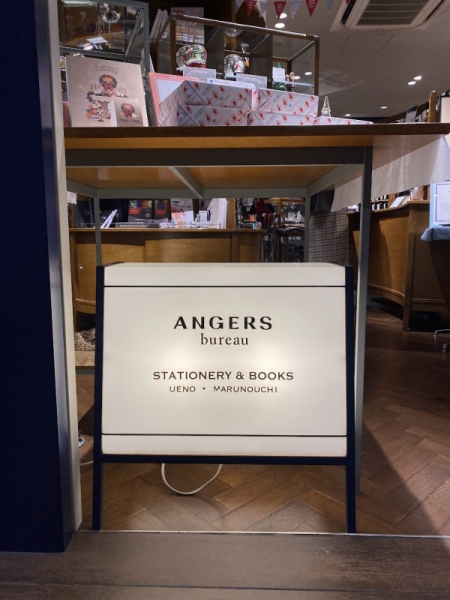 ANGERS
bureau
STATIONERY & BOOKS
UENO • MARUNOUCHI